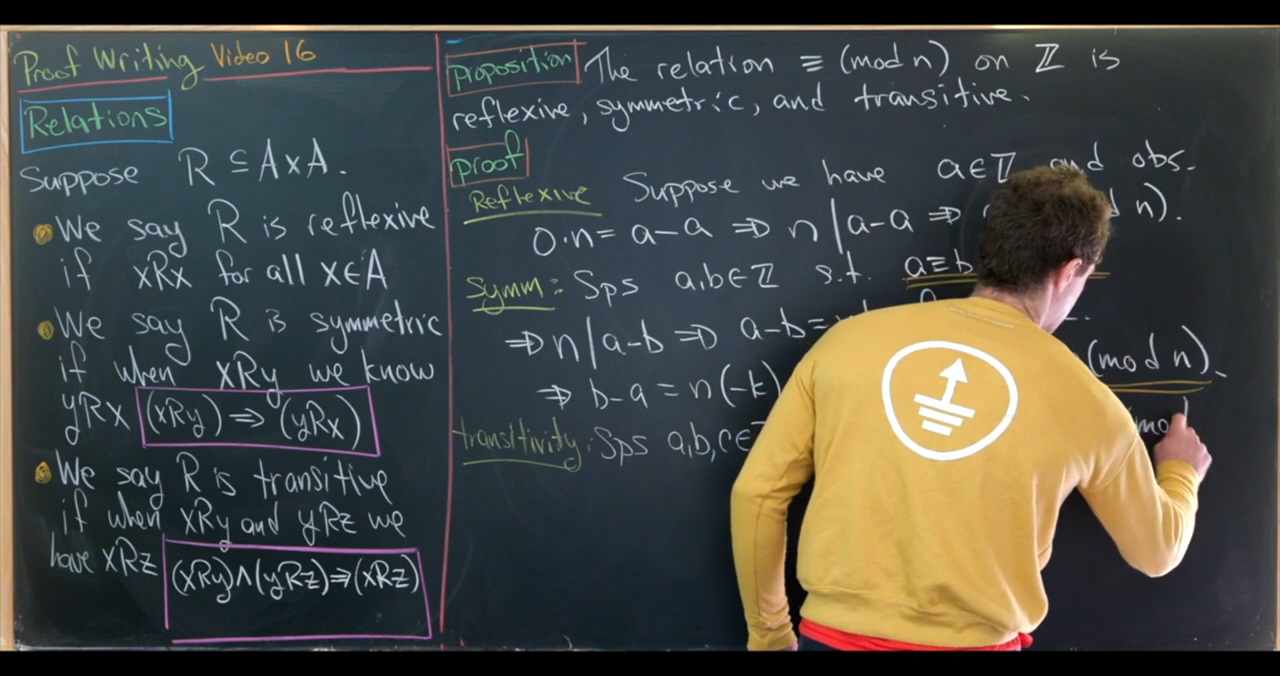 Proof Writing Video 16
Relations
Suppose R ⊆ A×A.
We say R is reflexive
if xRx for all x∈A
We say R is symmetric
if when xRy we know
yRx (xRy) ⇒ (yRx)
We say R is transitive
if when xRy and yRz we
have xRz (xRy)∧(yRz)⇒(xRz)
proposition The relation ≡ (mod n) on ℤ is
reflexive, symmetric, and transitive.
proof
Reflexive Suppose we have a∈ℤ and obs.
0·n = a-a ⇒ n|a-a ⇒ n).
Symm: Sps a,b∈ℤ s.t. a≡b
⇒ n|a-b ⇒ a-b=
⇒ b-a = n(-k) (mod n).
transitivity: Sps a,b,c∈